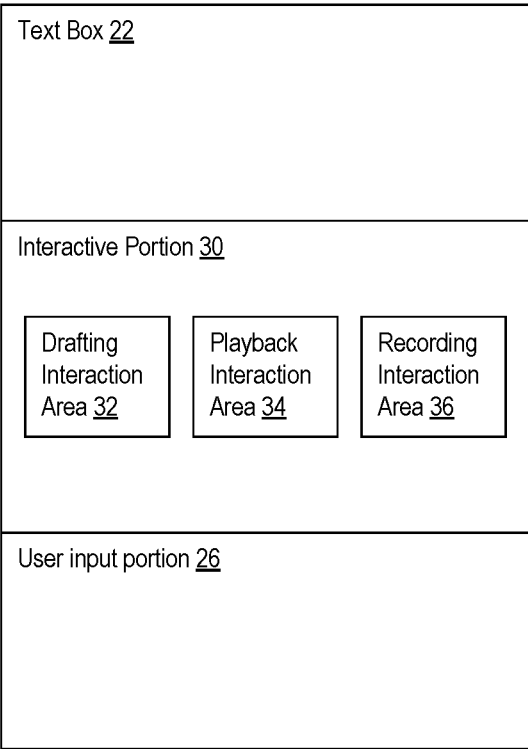 Text Box 22
Interactive Portion 30
Drafting
Interaction
Area 32
Playback
Interaction
Area 34
Recording
Interaction
Area 36
User input portion 26